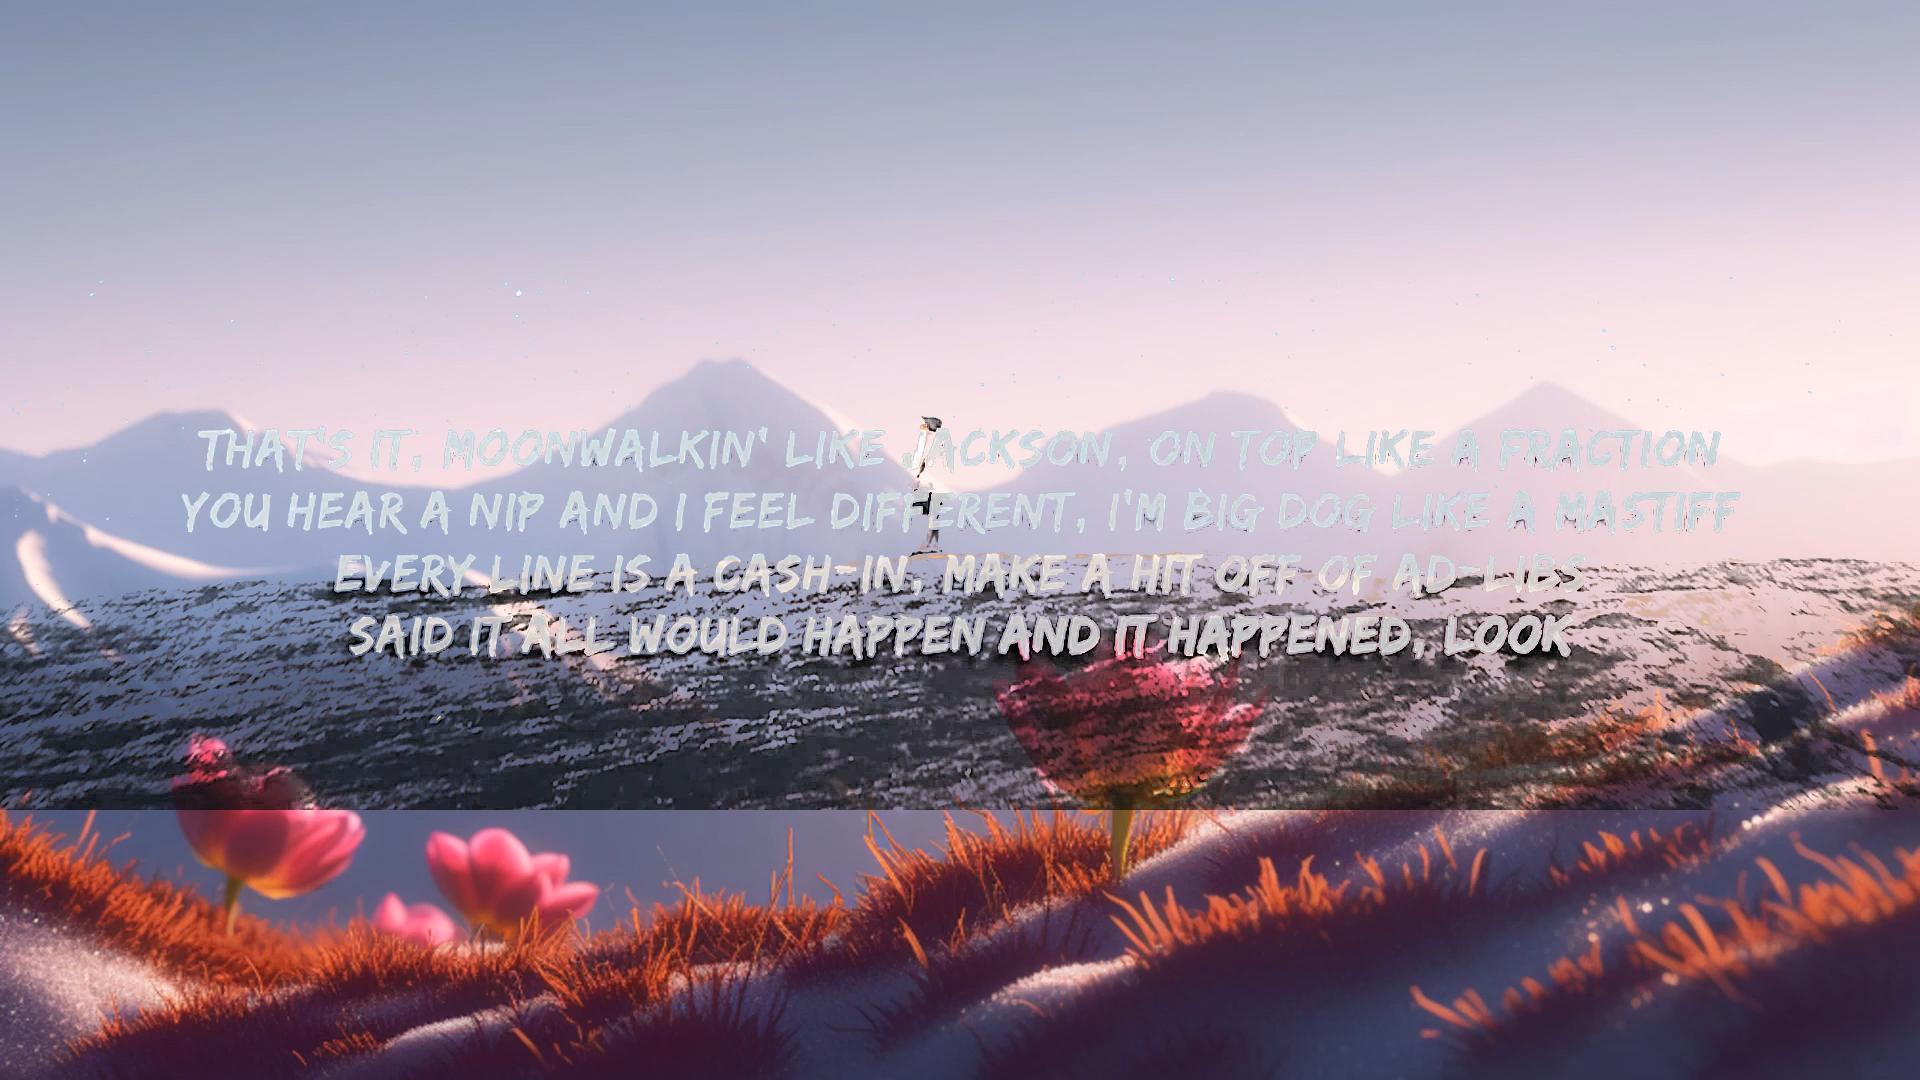 THAT'S IT, MOONWALKIN' LIKE JACKSON, ON TOP LIKE A FRACTION
YOU HEAR A NIP AND I FEEL DIFFERENT, I'M BIG DOG LIKE A MASTIFF
EVERY LINE IS A CASH-IN, MAKE A HIT OFF OF AD-LIBS
SAID IT ALL WOULD HAPPEN AND IT HAPPENED, LOOK